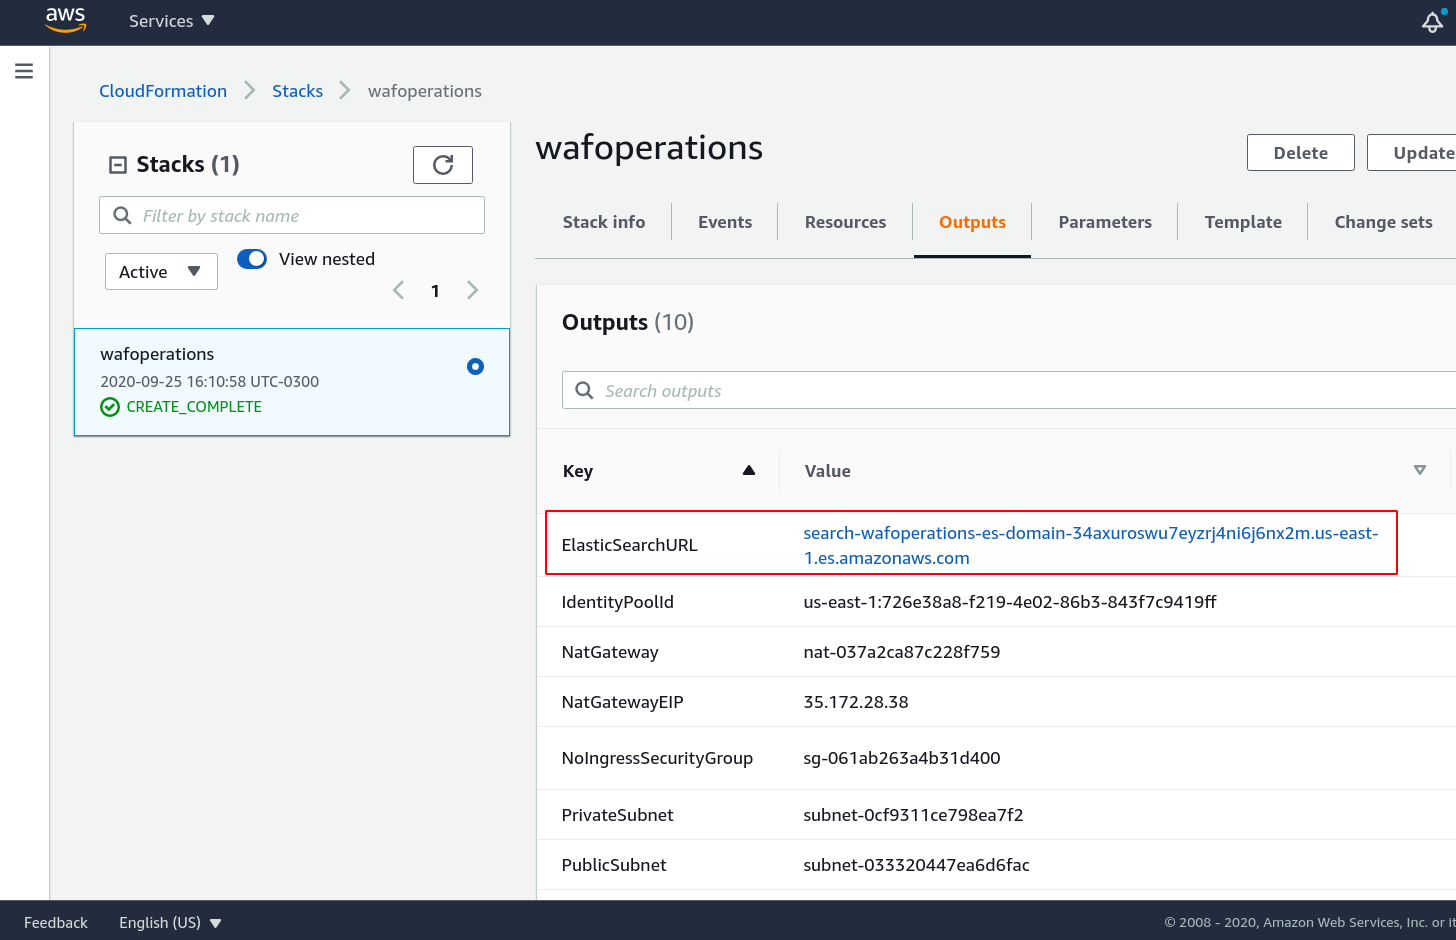 aws
Services
CloudFormation
Stacks
wafoperations
Stacks (1)
Filter by stack name
Active
View nested
1
wafoperations
2020-09-25 16:10:58 UTC-0300
CREATE_COMPLETE
wafoperations
Delete
Update
Stack info
Events
Resources
Outputs
Parameters
Template
Change sets
Outputs (10)
Search outputs
Key
Value
ElasticSearchURL
search-wafoperations-es-domain-34axuroswu7eyzrj4ni6j6nx2m.us-east-
1.es.amazonaws.com
IdentityPoolId
us-east-1:726e38a8-f219-4e02-86b3-843f7c9419ff
NatGateway
nat-037a2ca87c228f759
NatGatewayEIP
35.172.28.38
NoIngressSecurityGroup
sg-061ab263a4b31d400
PrivateSubnet
subnet-0cf9311ce798ea7f2
PublicSubnet
subnet-033320447ea6d6fac
Feedback
English (US)
© 2008 - 2020, Amazon Web Services, Inc. or it